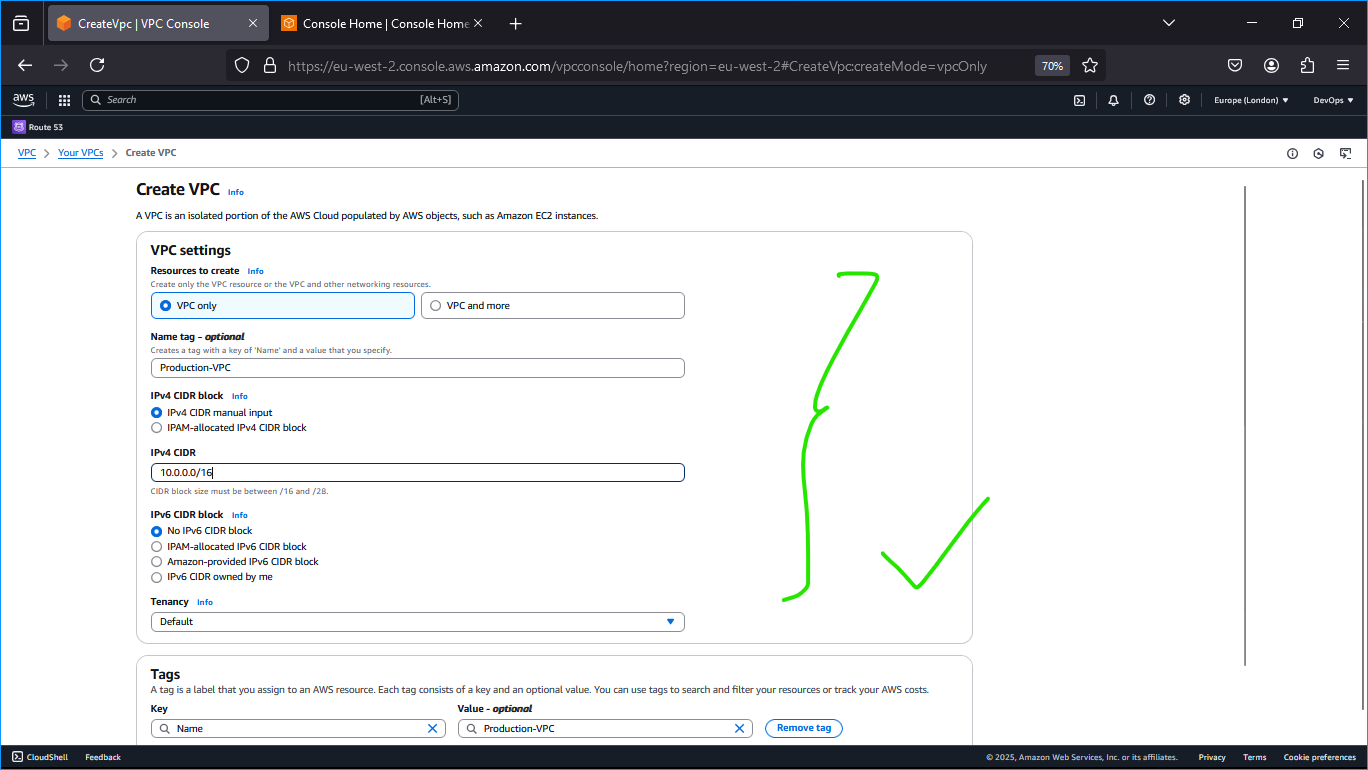 CreateVpc | VPC Console
Console Home | Console Home
https://eu-west-2.console.aws.amazon.com/vpcconsole/home?region=eu-west-2#CreateVpc:createMode=vpcOnly
70%
aws
Search
[Alt+S]
Europe (London)
DevOps
Route 53
VPC
Your VPCs
Create VPC
Create VPC Info
A VPC is an isolated portion of the AWS Cloud populated by AWS objects, such as Amazon EC2 instances.
VPC settings
Resources to create Info
Create only the VPC resource or the VPC and other networking resources.
VPC only
VPC and more
Name tag - optional
Creates a tag with a key of 'Name' and a value that you specify.
Production-VPC
IPv4 CIDR block Info
IPv4 CIDR manual input
IPAM-allocated IPv4 CIDR block
IPv4 CIDR
10.0.0.0/16
CIDR block size must be between /16 and /28.
IPv6 CIDR block Info
No IPv6 CIDR block
IPAM-allocated IPv6 CIDR block
Amazon-provided IPv6 CIDR block
IPv6 CIDR owned by me
Tenancy Info
Default
Tags
A tag is a label that you assign to an AWS resource. Each tag consists of a key and an optional value. You can use tags to search and filter your resources or track your AWS costs.
Key
Value - optional
Name
Production-VPC
Remove tag
CloudShell
Feedback
© 2025, Amazon Web Services, Inc. or its affiliates.
Privacy
Terms
Cookie preferences